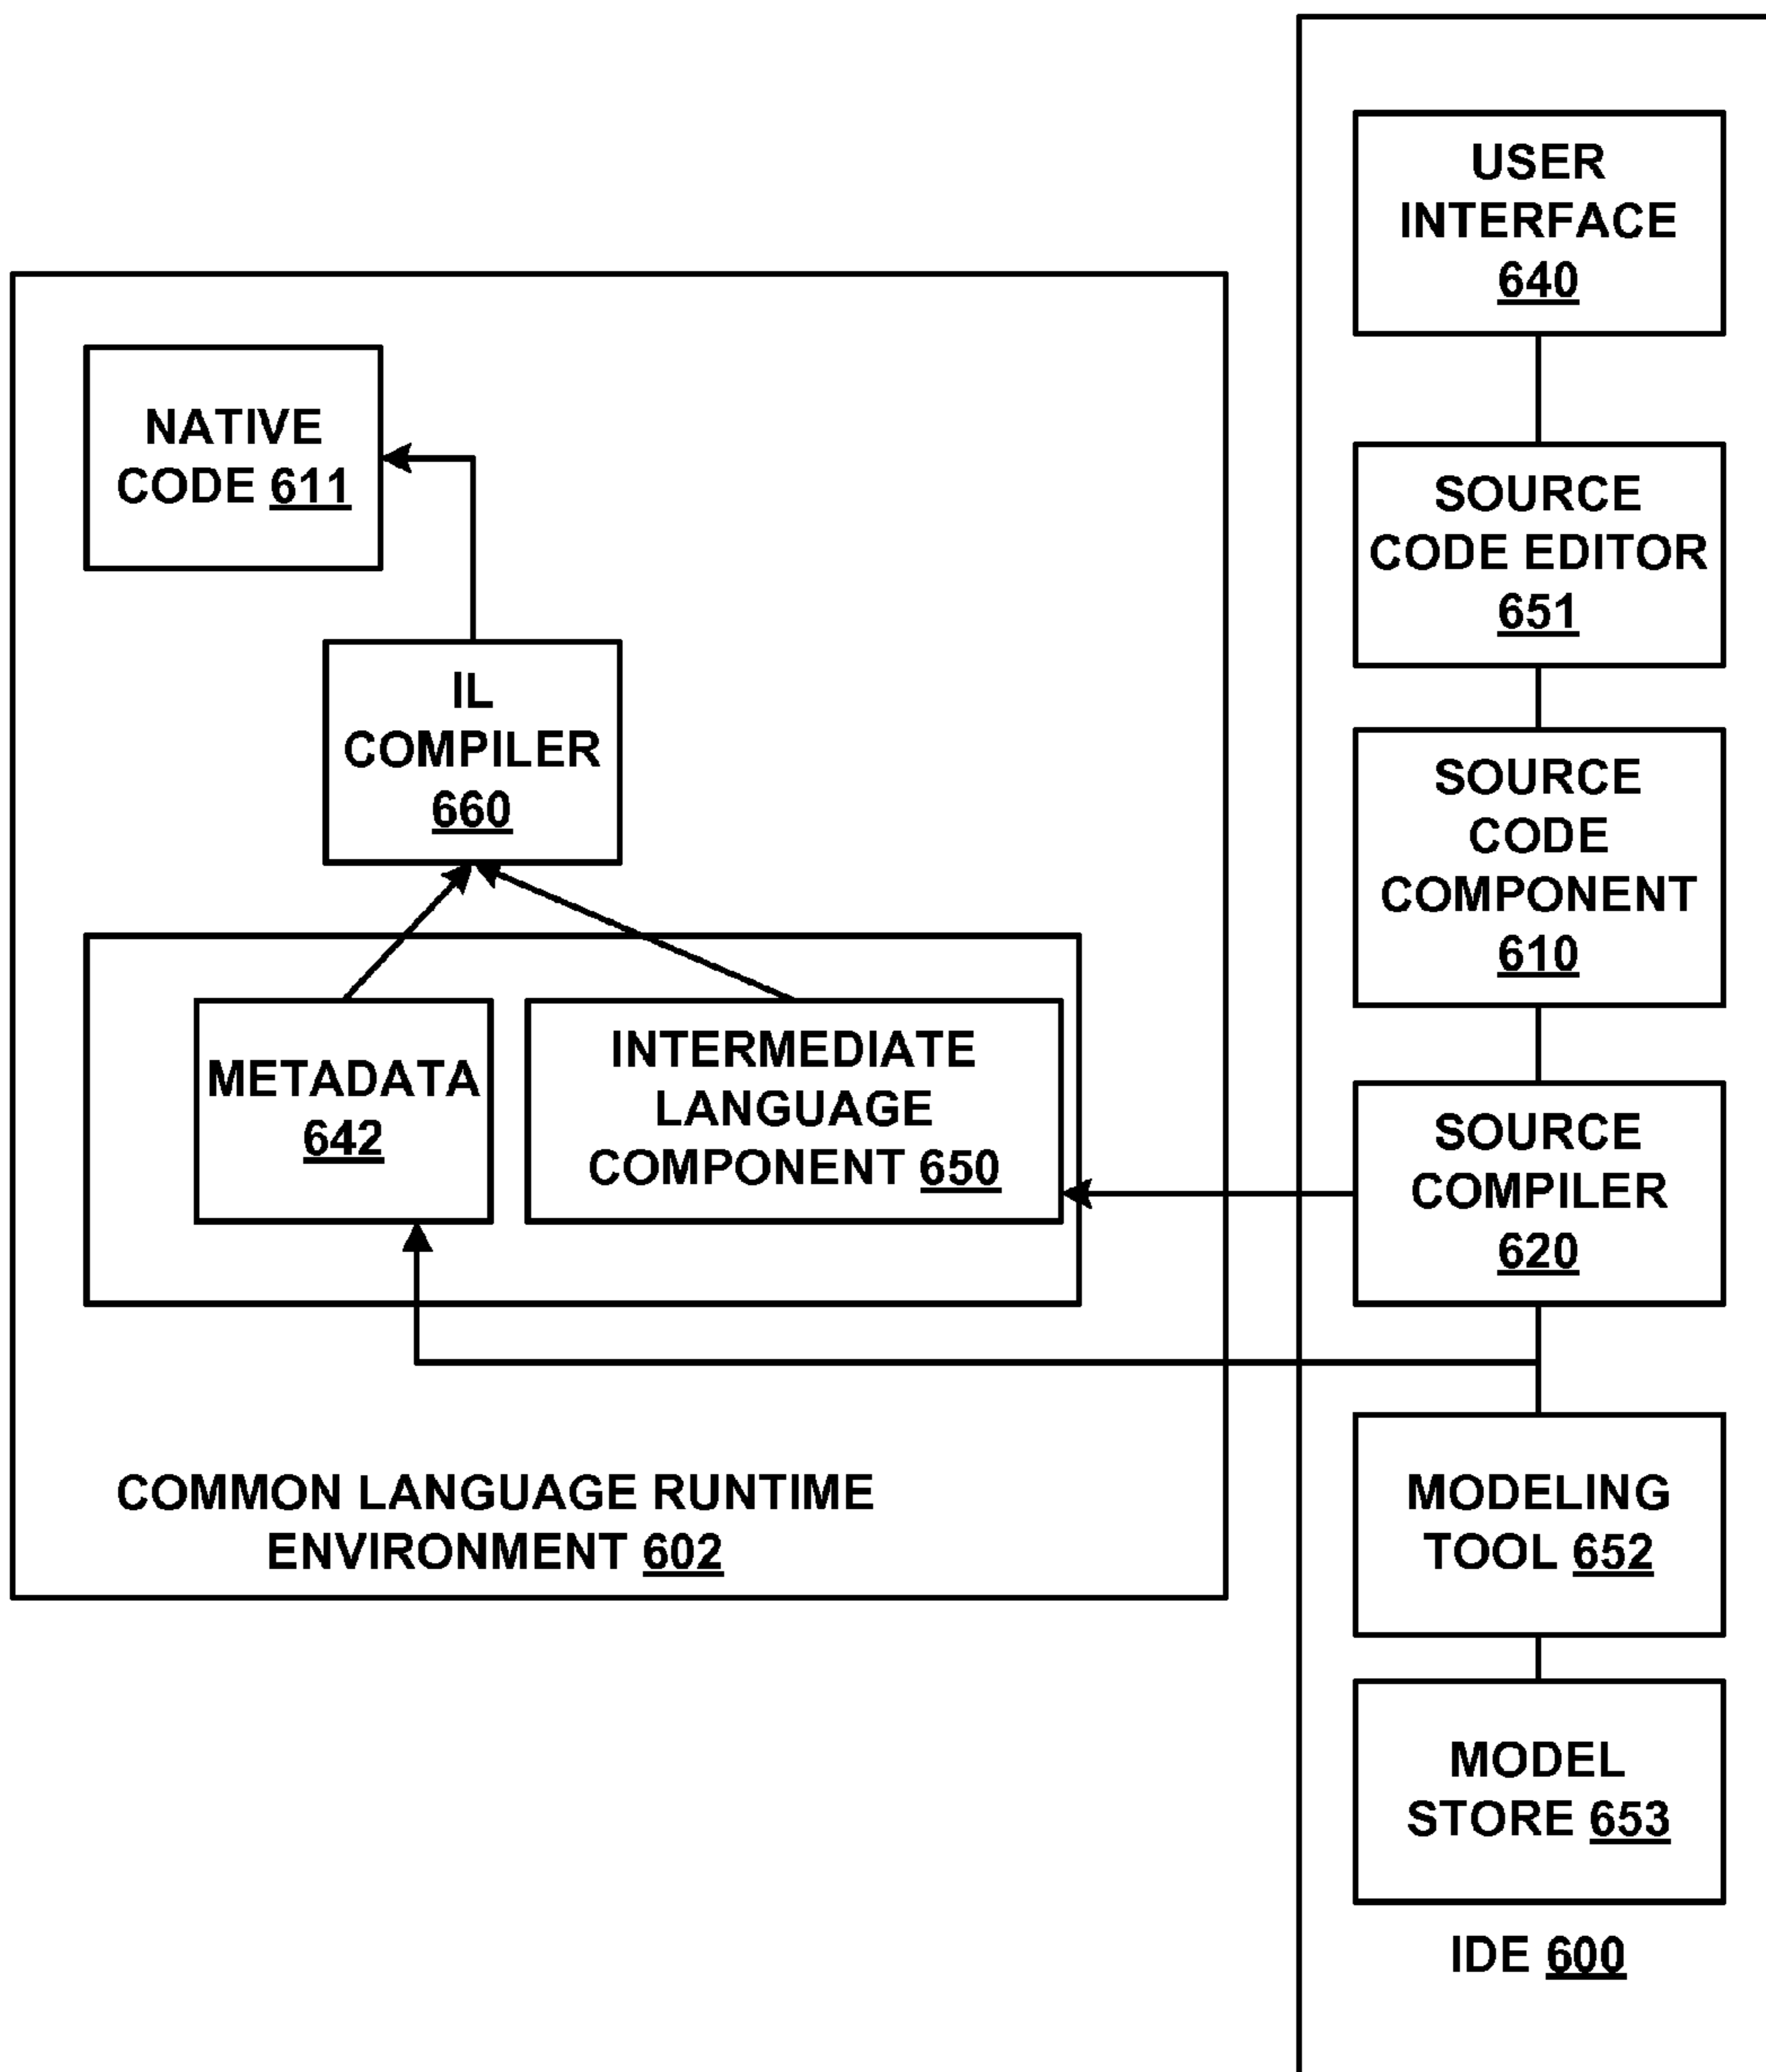 USER
INTERFACE
640
NATIVE
CODE 611
SOURCE
CODE EDITOR
651
IL
COMPILER
660
SOURCE
CODE
COMPONENT
610
METADATA
642
INTERMEDIATE
LANGUAGE
COMPONENT 650
SOURCE
COMPILER
620
COMMON LANGUAGE RUNTIME
ENVIRONMENT 602
MODELING
TOOL 652
MODEL
STORE 653
IDE 600